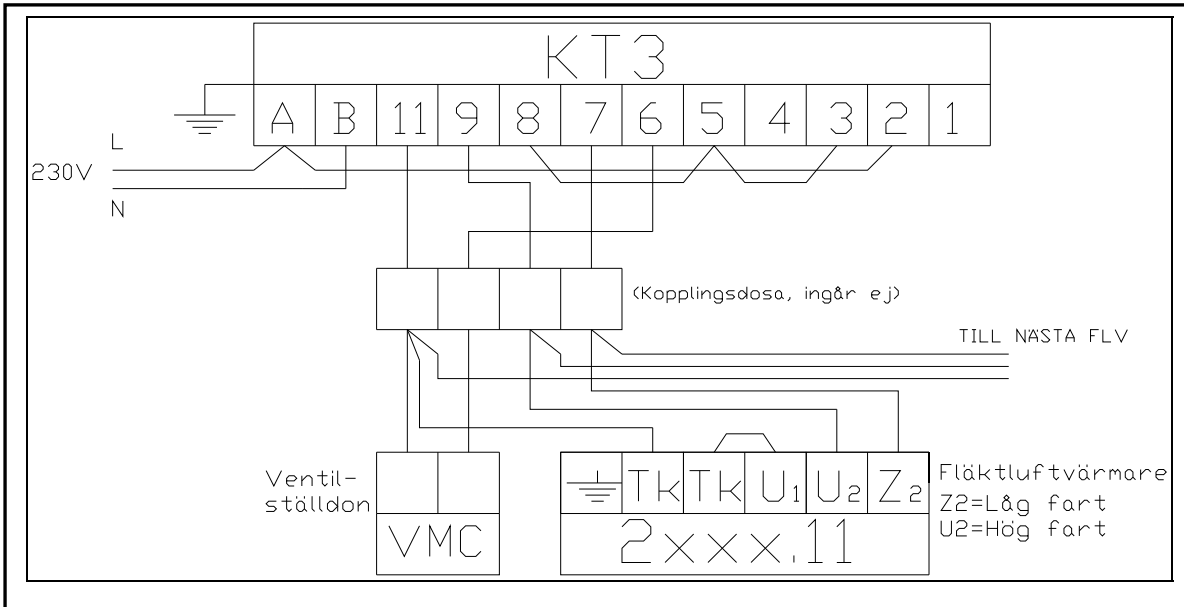 KT3
A B 11 9 8 7 6 5 4 3 2 1
L
230V
N
(Kopplingsdosa, ingår ej)
TILL NÄSTA FLV
Ventil-
ställdon
VMC
Tk Tk U1 U2 Z2
2xxx.11
Fläktluftvärmare
Z2=Låg fart
U2=Hög fart